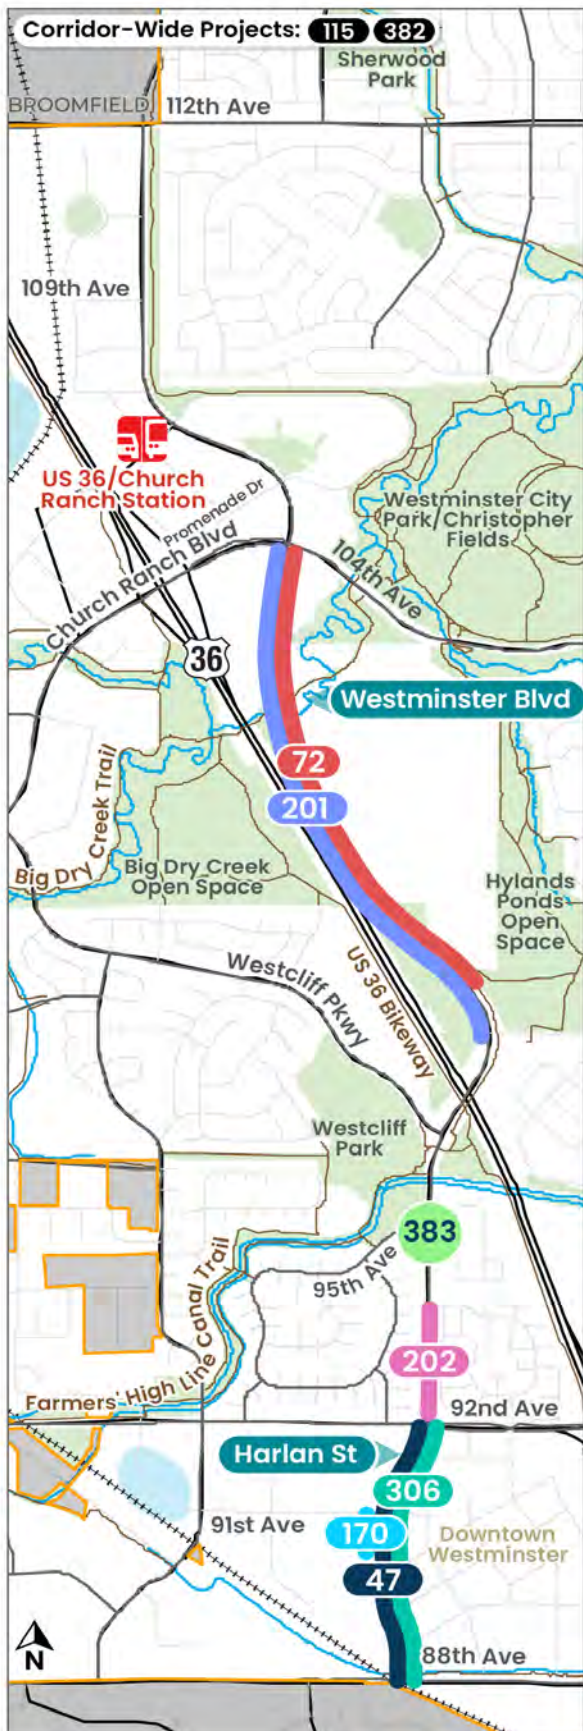 Corridor-Wide Projects: 115 382
Sherwood
Park
BROOMFIELD
112th Ave
109th Ave
US 36/Church
Ranch Station
Promenade Dr
Church Ranch Blvd
Westminster City
Park/Christopher
Fields
104th Ave
36
Westminster Blvd
72
201
Big Dry Creek Trail
Big Dry Creek
Open Space
Hylands
Ponds
Open
Space
Westcliff Pkwy
US 36 Bikeway
Westcliff
Park
383
95th Ave
Farmers' High Line Canal Trail
202
92nd Ave
Harlan St
306
91st Ave
170
Downtown
Westminster
47
88th Ave
N